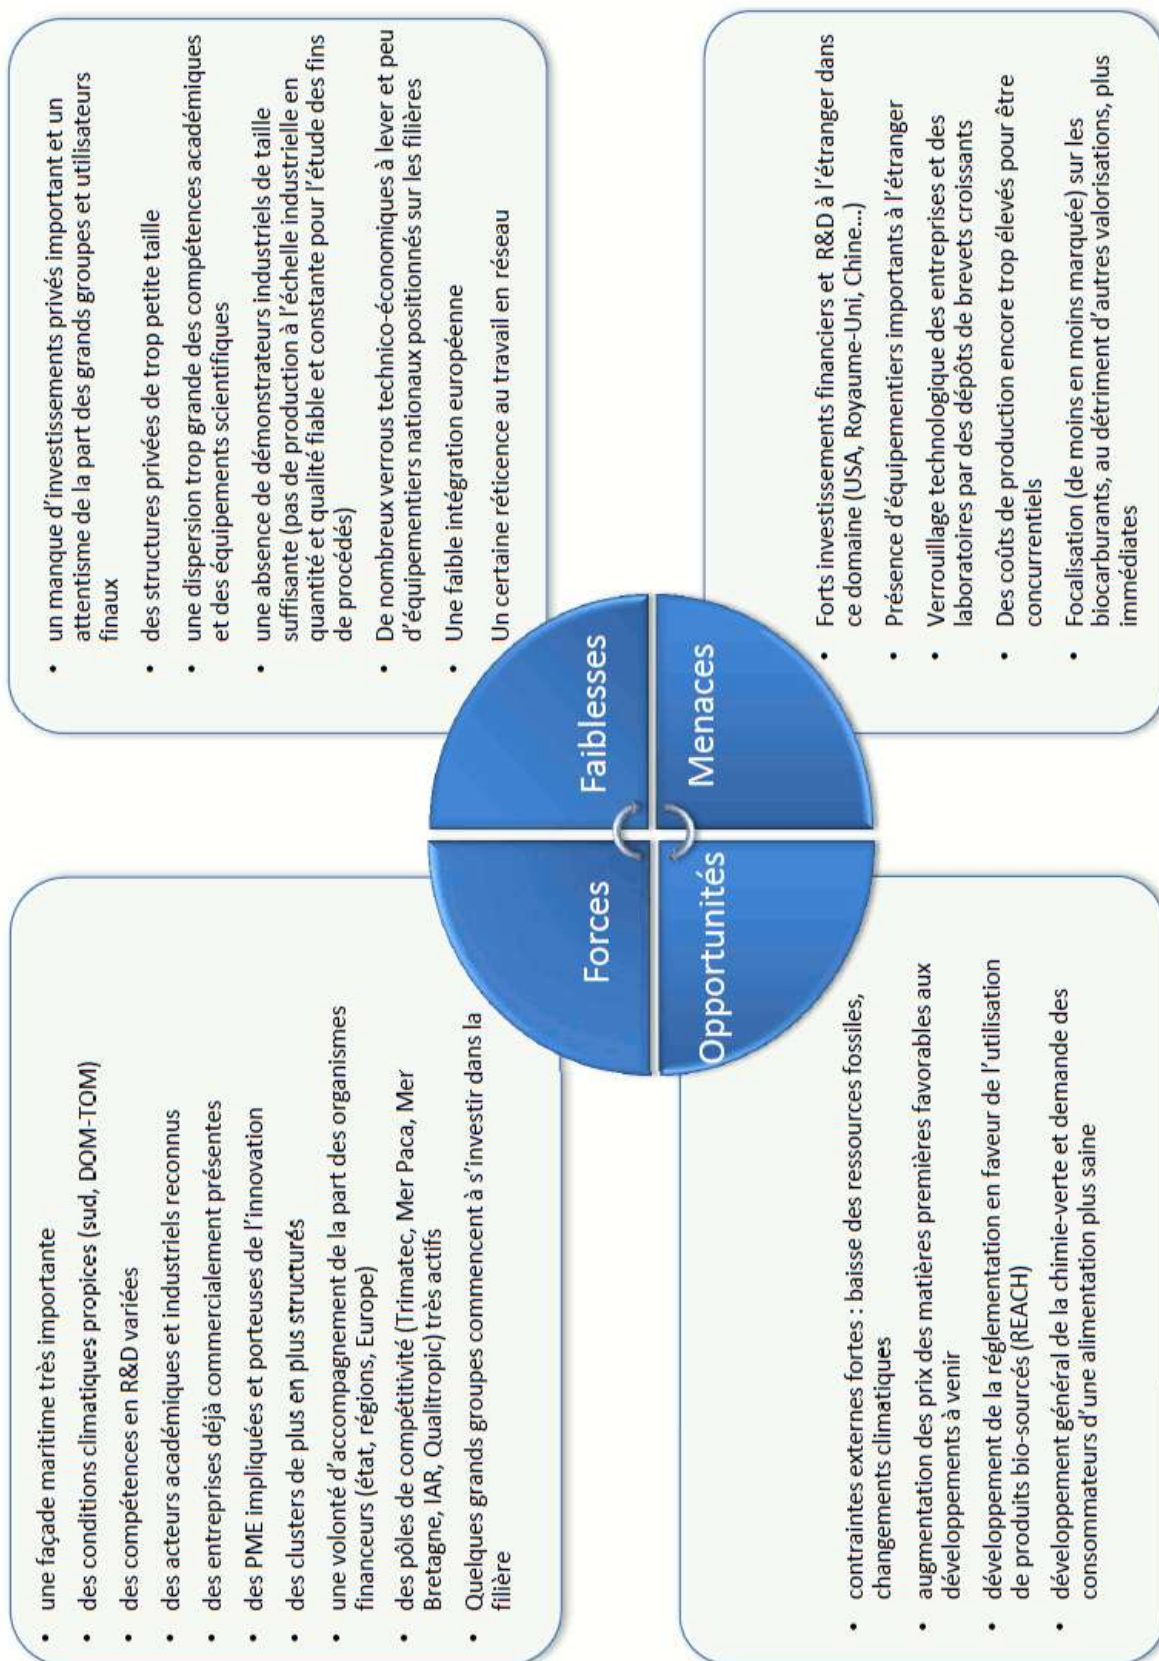 • une façade maritime très importante
• des conditions climatiques propices (sud, DOM-TOM)
• des compétences en R&D variées
• des acteurs académiques et industriels reconnus
• des entreprises déjà commercialement présentes
• des PME impliquées et porteuses de l'innovation
• des clusters de plus en plus structurés
• une volonté d'accompagnement de la part des organismes
financeurs (état, régions, Europe)
• des pôles de compétitivité (Trimatec, Mer Paca, Mer
Bretagne, IAR, Qualitropic) très actifs
• Quelques grands groupes commencent à s'investir dans la
filière
• un manque d'investissements privés important et un
attentisme de la part des grands groupes et utilisateurs
finaux
• des structures privées de trop petite taille
• une dispersion trop grande des compétences académiques
et des équipements scientifiques
• une absence de démonstrateurs industriels de taille
suffisante (pas de production à l'échelle industrielle en
quantité et qualité fiable et constante pour l'étude des fins
de procédés)
• De nombreux verrous technico-économiques à lever et peu
d'équipementiers nationaux positionnés sur les filières
• Une faible intégration européenne
Un certaine réticence au travail en réseau
Forces
Faiblesses
Opportunités
Menaces
• contraintes externes fortes : baisse des ressources fossiles,
changements climatiques
• augmentation des prix des matières premières favorables aux
développements à venir
• développement de la réglementation en faveur de l'utilisation
de produits bio-sourcés (REACH)
• développement général de la chimie-verte et demande des
consommateurs d'une alimentation plus saine
• Forts investissements financiers et R&D à l'étranger dans
ce domaine (USA, Royaume-Uni, Chine...)
• Présence d'équipementiers importants à l'étranger
• Verrouillage technologique des entreprises et des
laboratoires par des dépôts de brevets croissants
• Des coûts de production encore trop élevés pour être
concurrentiels
• Focalisation (de moins en moins marquée) sur les
biocarburants, au détriment d'autres valorisations, plus
immédiates